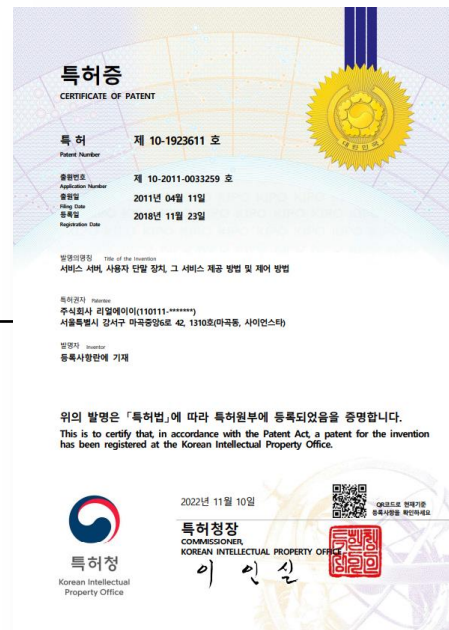 특허증
CERTIFICATE OF PATENT
특 허 제 10-1923611 호
Patent Number
출원번호 제 10-2011-0033259 호
Application Number
출원일 2011년 04월 11일
Filing Date
등록일 2018년 11월 23일
Registration Date
발명의명칭 Title of the Invention
서비스 서버, 사용자 단말 장치, 그 서비스 제공 방법 및 제어 방법
특허권자 Patentee
주식회사 리얼에이이(110111-*******)
서울특별시 강서구 마곡중앙6로 42, 1310호(마곡동, 사이언스타)
발명자 Inventor
등록사항란에 기재
위의 발명은 「특허법」에 따라 특허원부에 등록되었음을 증명합니다.
This is to certify that, in accordance with the Patent Act, a patent for the invention
has been registered at the Korean Intellectual Property Office.
2022년 11월 10일
QR코드로 현재기준
등록사항을 확인하세요
특허청장
COMMISSIONER,
KOREAN INTELLECTUAL PROPERTY OFFICE
이 인 실
특허청
Korean Intellectual
Property Office
대한민국